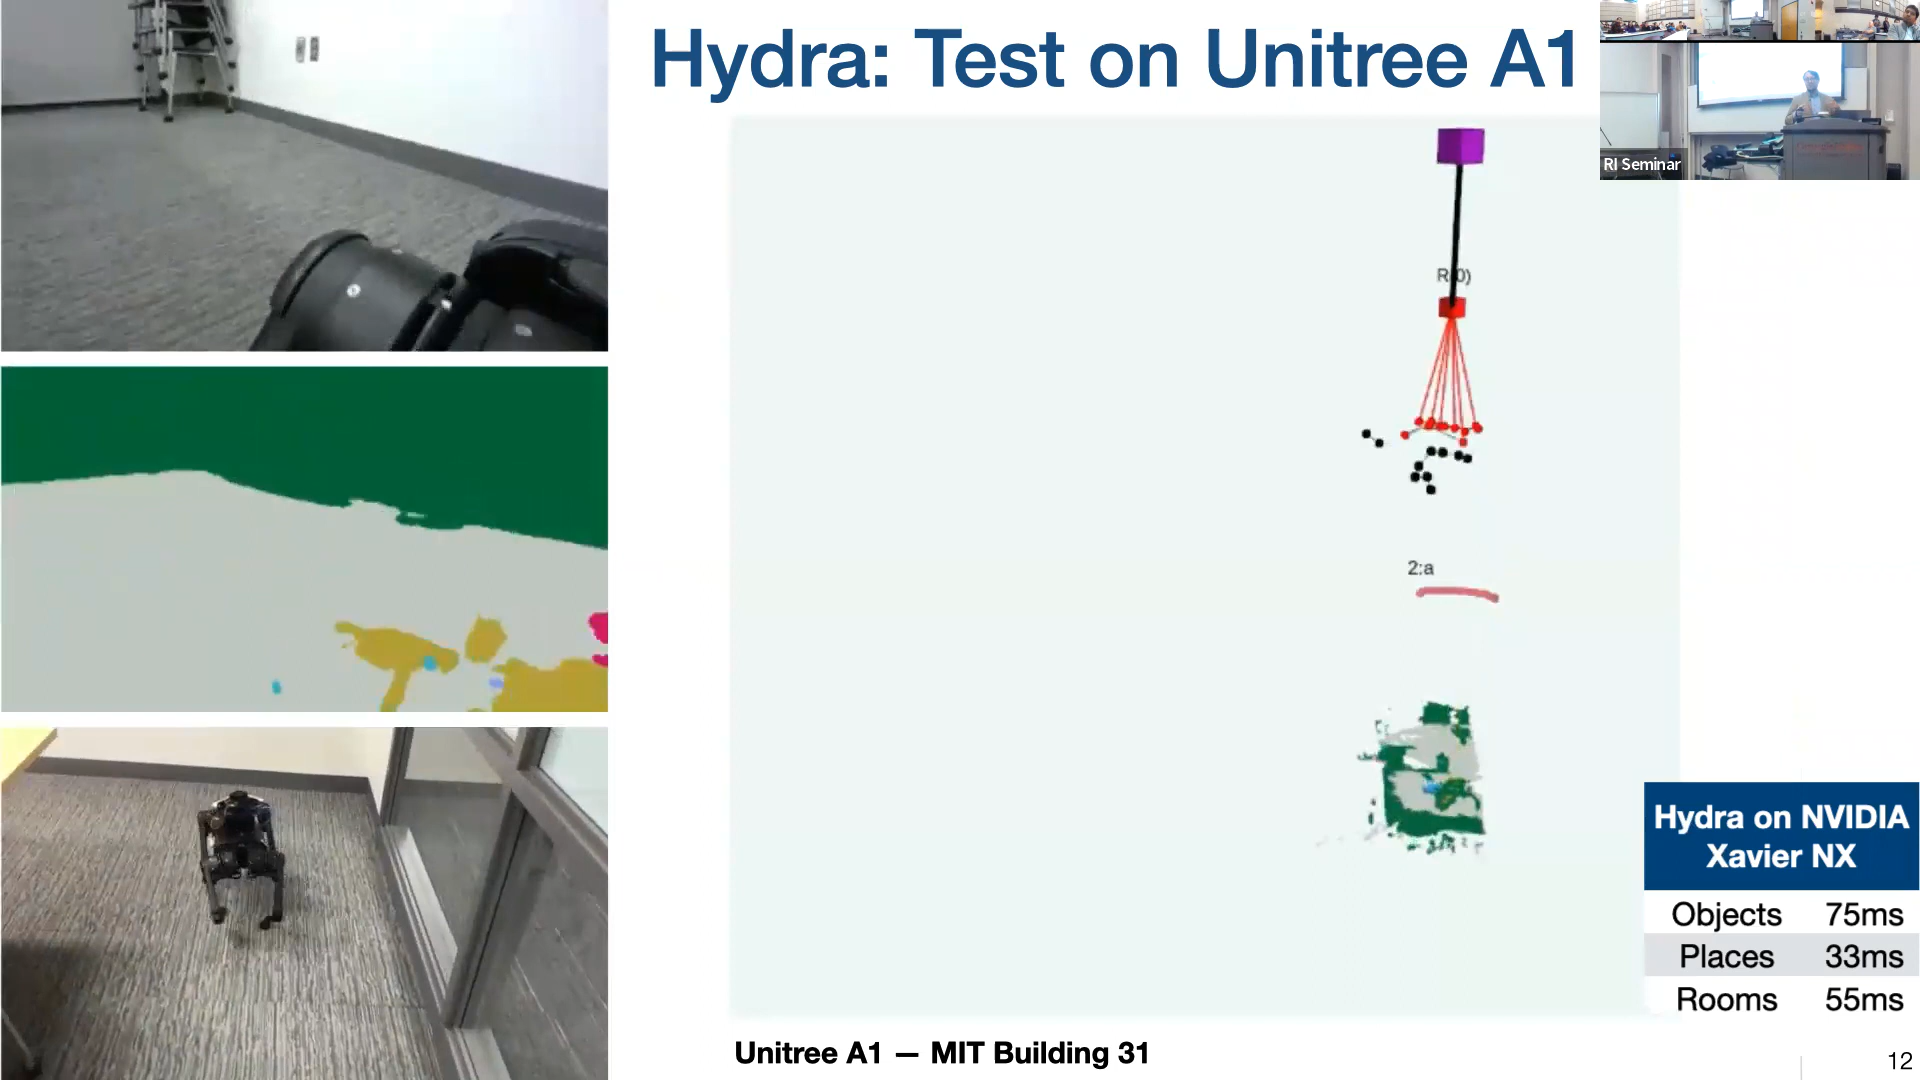 Hydra: Test on Unitree A1
RI Seminar
2:a
Hydra on NVIDIA
Xavier NX
Objects 75ms
Places 33ms
Rooms 55ms
Unitree A1 — MIT Building 31
12